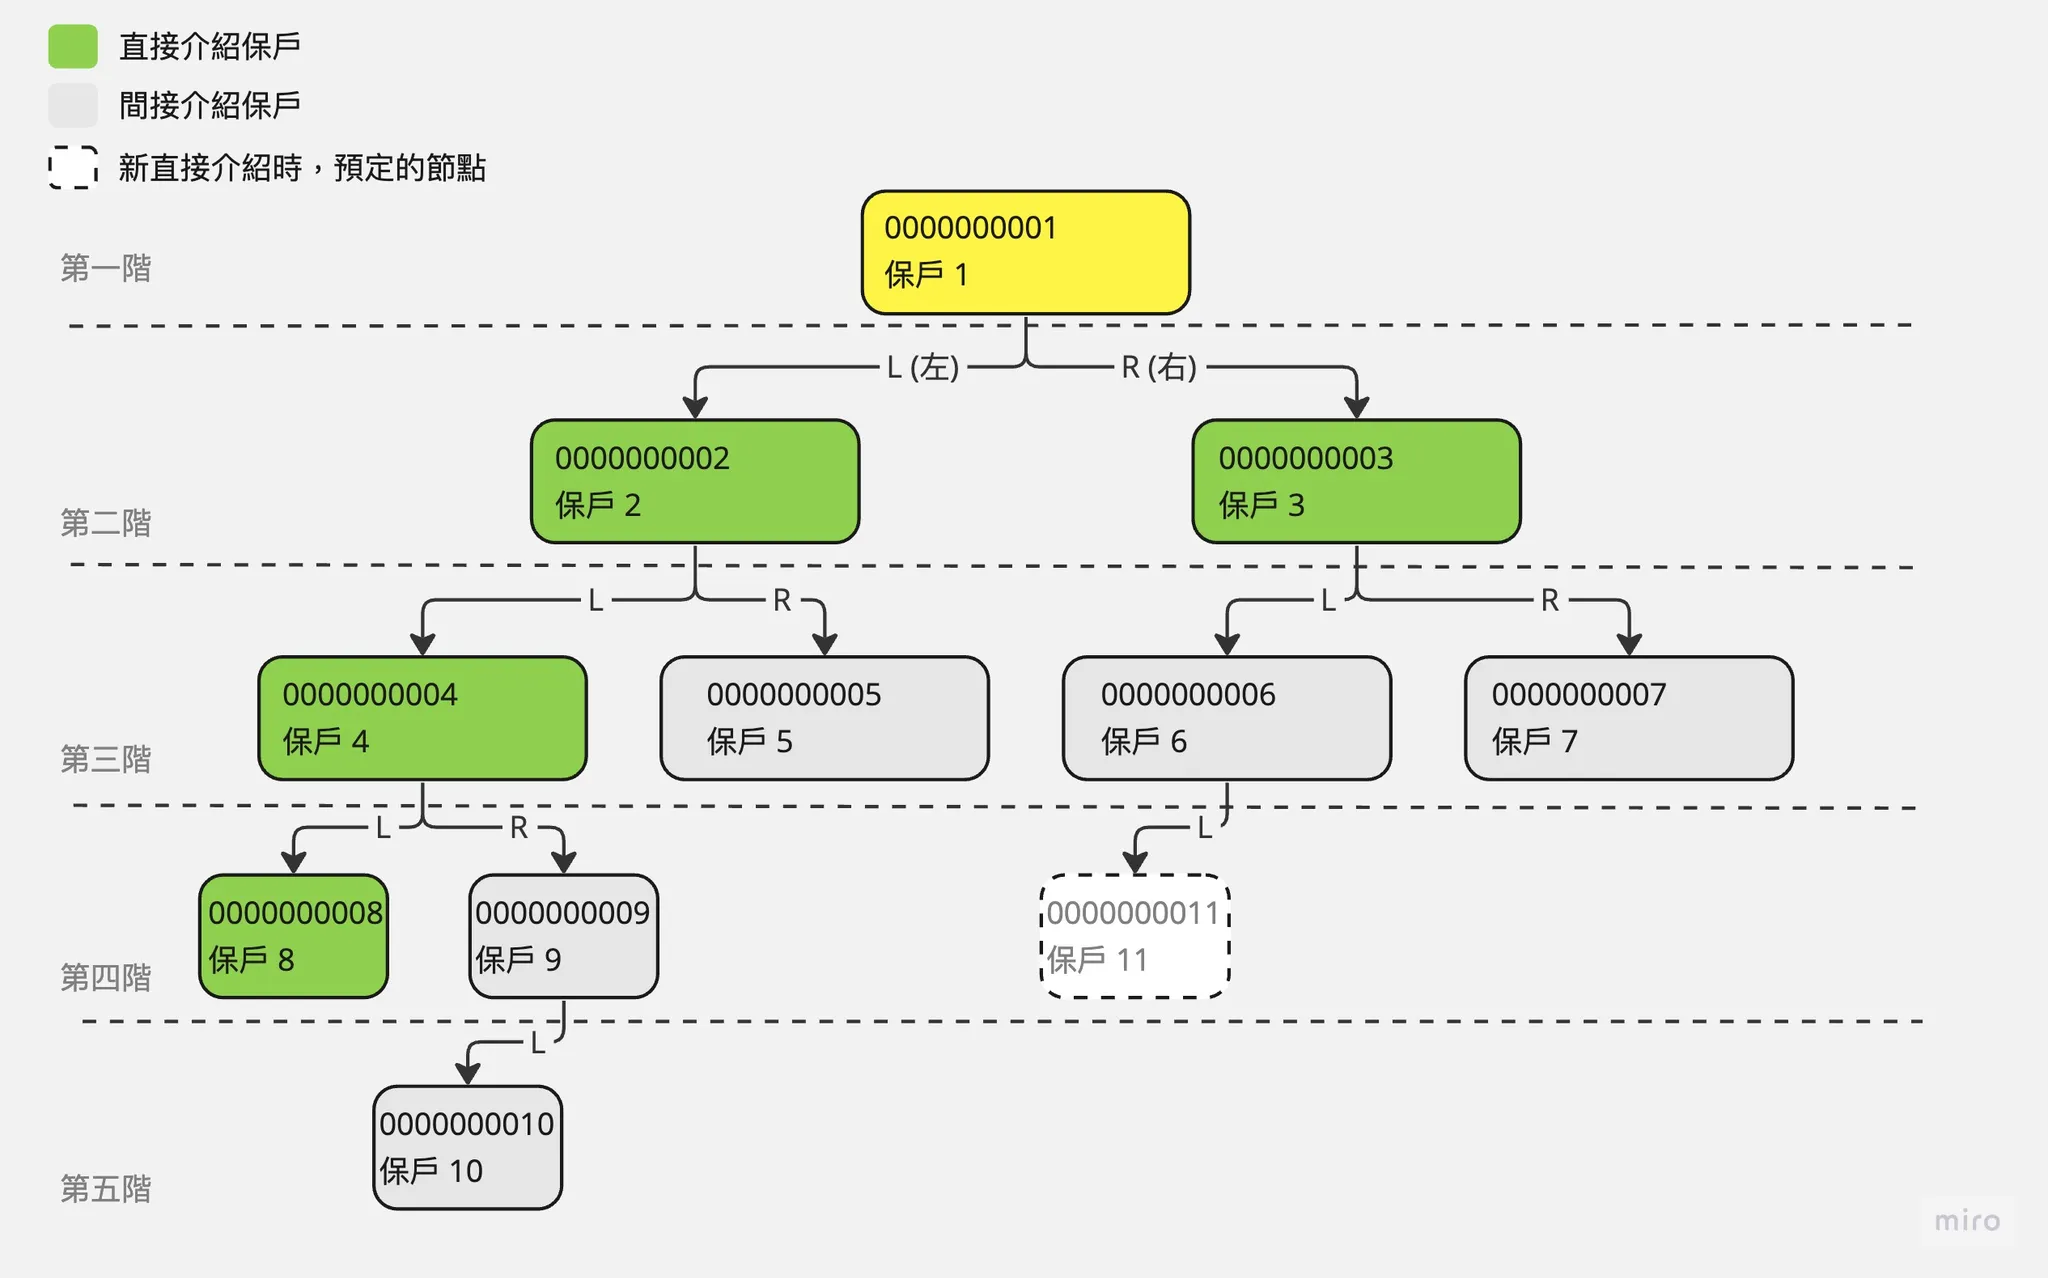 直接介紹保戶
間接介紹保戶
新直接介紹時，預定的節點
0000000001
保戶 1
第一階
L (左)
R (右)
0000000002
保戶 2
0000000003
保戶 3
第二階
L
R
L
R
0000000004
保戶 4
0000000005
保戶 5
0000000006
保戶 6
0000000007
保戶 7
第三階
L
R
L
0000000008
保戶 8
0000000009
保戶 9
0000000011
保戶 11
第四階
L
0000000010
保戶 10
第五階
miro